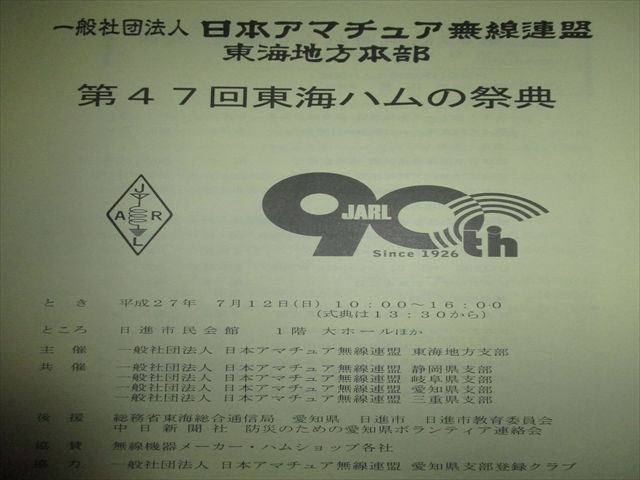 一般社団法人 日本アマチュア無線連盟
東海地方本部
第47回東海ハムの祭典
J
A R
L
90th
JARL
Since 1926
とき 平成27年 7月12日(日) 10:00~16:00
(式典は13:30から)
ところ 日進市民会館 1階 大ホールほか
主催 一般社団法人 日本アマチュア無線連盟 東海地方支部
共催 一般社団法人 日本アマチュア無線連盟 静岡県支部
一般社団法人 日本アマチュア無線連盟 岐阜県支部
一般社団法人 日本アマチュア無線連盟 愛知県支部
一般社団法人 日本アマチュア無線連盟 三重県支部
後援 総務省東海総合通信局 愛知県 日進市 日進市教育委員会
中日新聞社 防災のための愛知県ボランティア連絡会
協賛 無線機器メーカー・ハムショップ各社
協力 一般社団法人 日本アマチュア無線連盟 愛知県支部登録クラブ